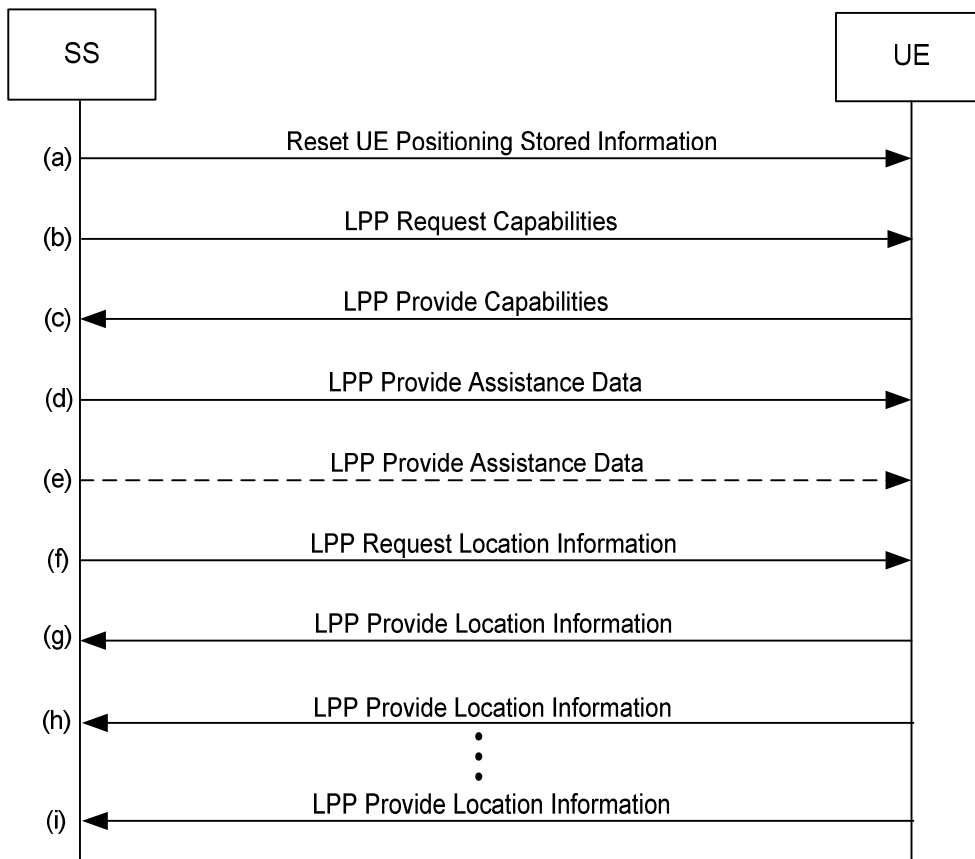 SS
UE
(a) Reset UE Positioning Stored Information
(b) LPP Request Capabilities
(c) LPP Provide Capabilities
(d) LPP Provide Assistance Data
(e) LPP Provide Assistance Data
(f) LPP Request Location Information
(g) LPP Provide Location Information
(h) LPP Provide Location Information
(i) LPP Provide Location Information